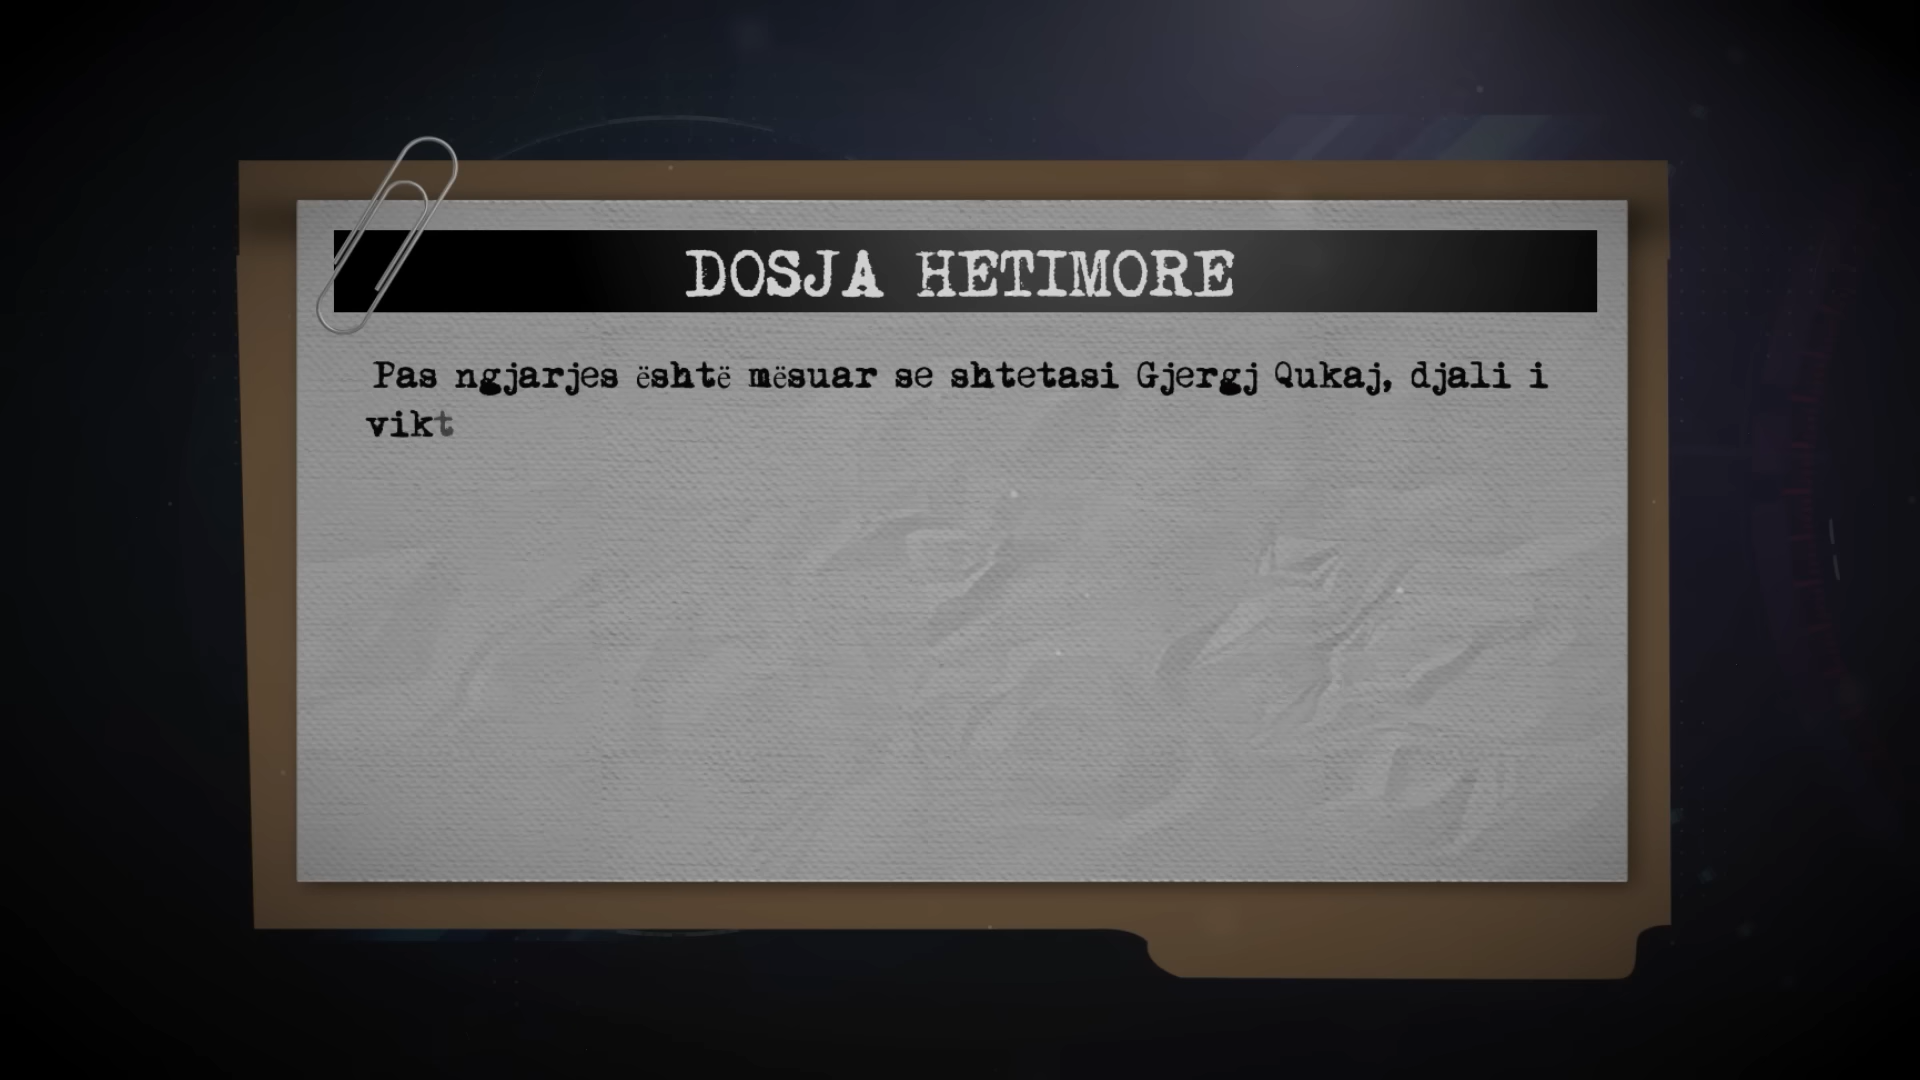 DOSJA HETIMORE
Pas ngjarjes është mësuar se shtetasi Gjergj Qukaj, djali i
vikt